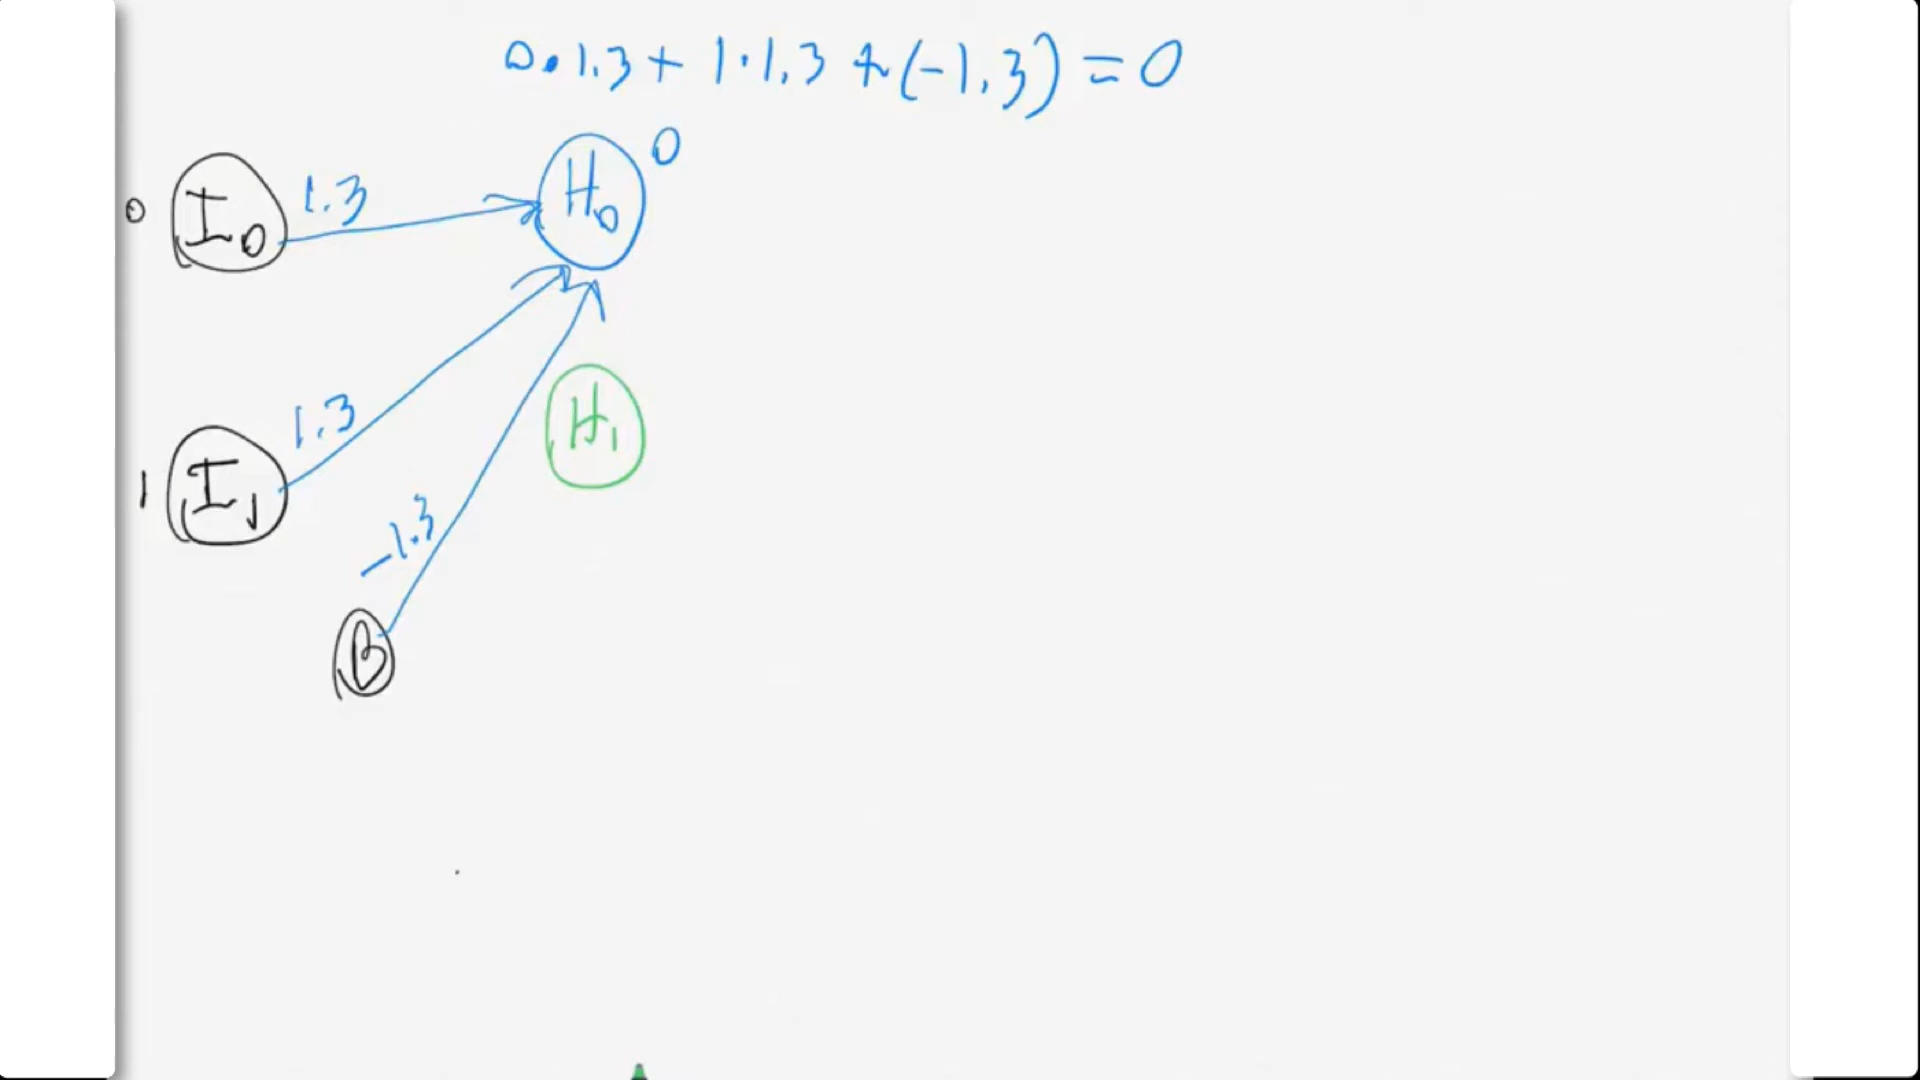 0·1.3 + 1·1.3 + (-1.3) = 0
0
0 I0 1.3 H0
1.3 H1
1 I1
-1.3
B